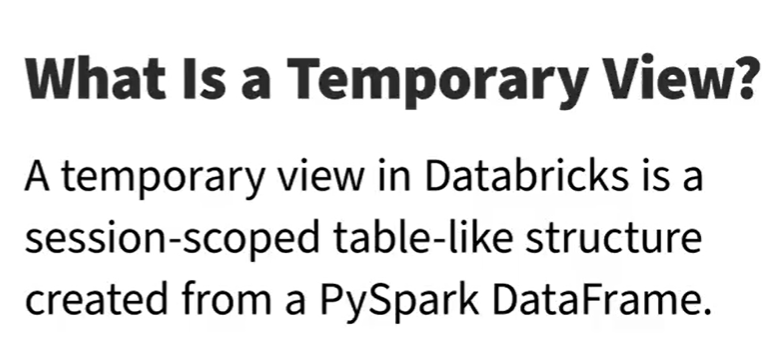 What Is a Temporary View?
A temporary view in Databricks is a
session-scoped table-like structure
created from a PySpark DataFrame.